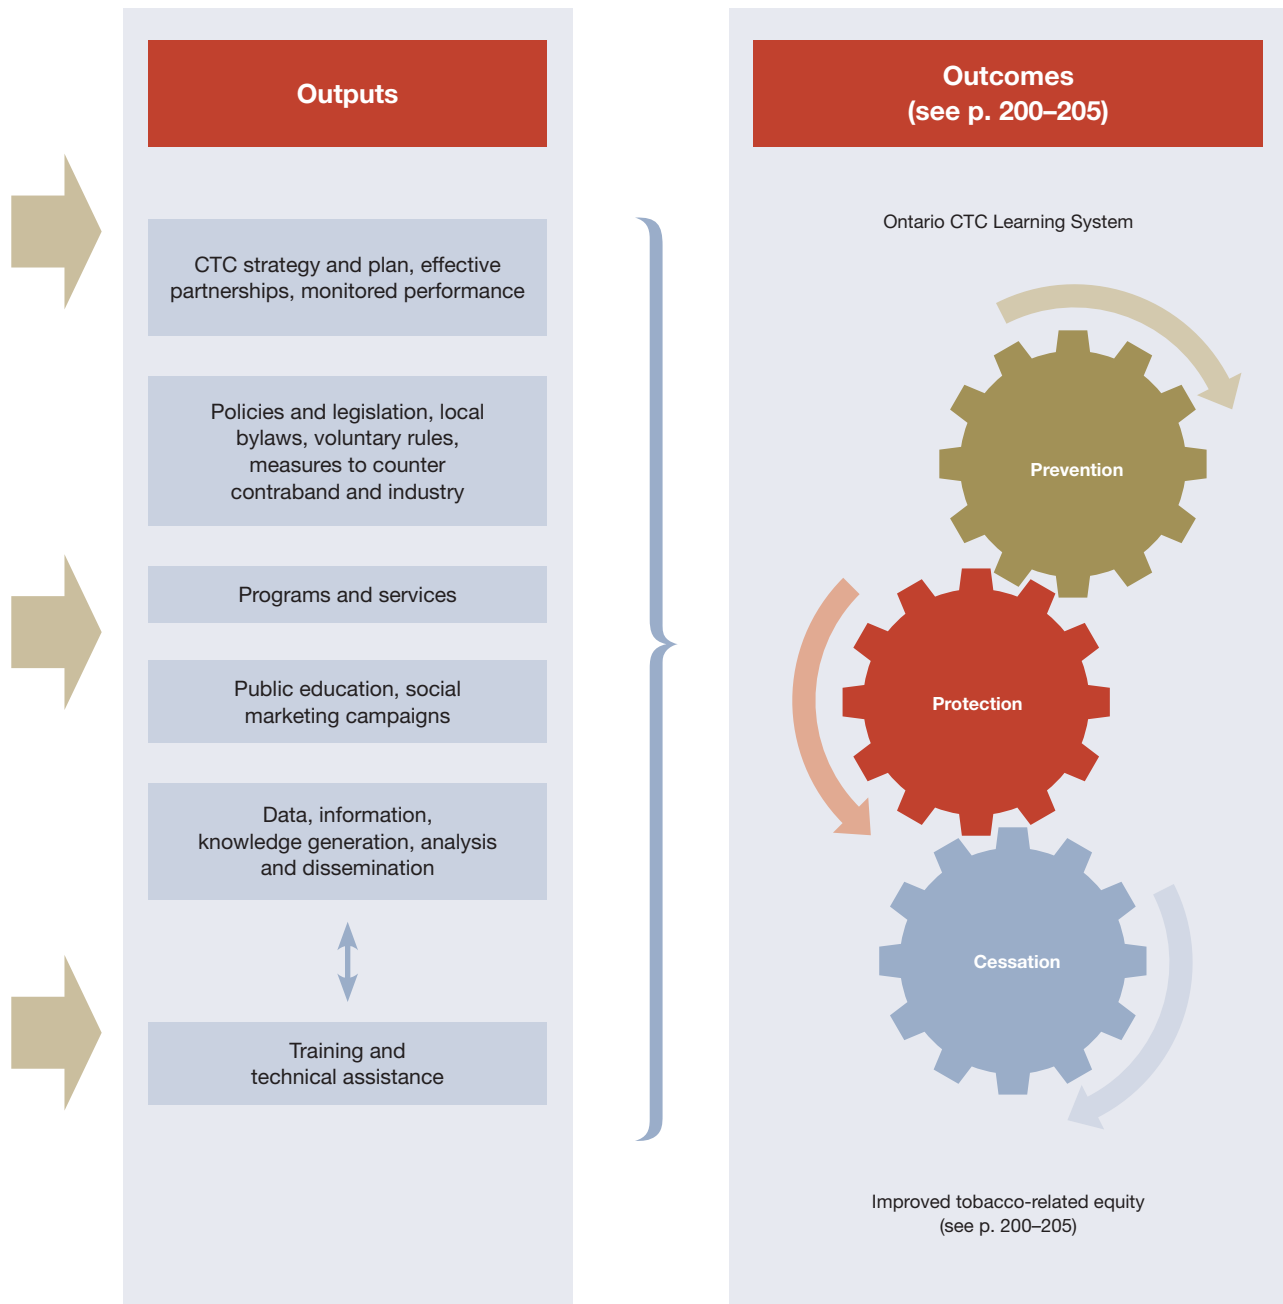 Outputs
CTC strategy and plan, effective
partnerships, monitored performance
Policies and legislation, local
bylaws, voluntary rules,
measures to counter
contraband and industry
Programs and services
Public education, social
marketing campaigns
Data, information,
knowledge generation, analysis
and dissemination
Training and
technical assistance
Outcomes
(see p. 200–205)
Ontario CTC Learning System
Prevention
Protection
Cessation
Improved tobacco-related equity
(see p. 200–205)